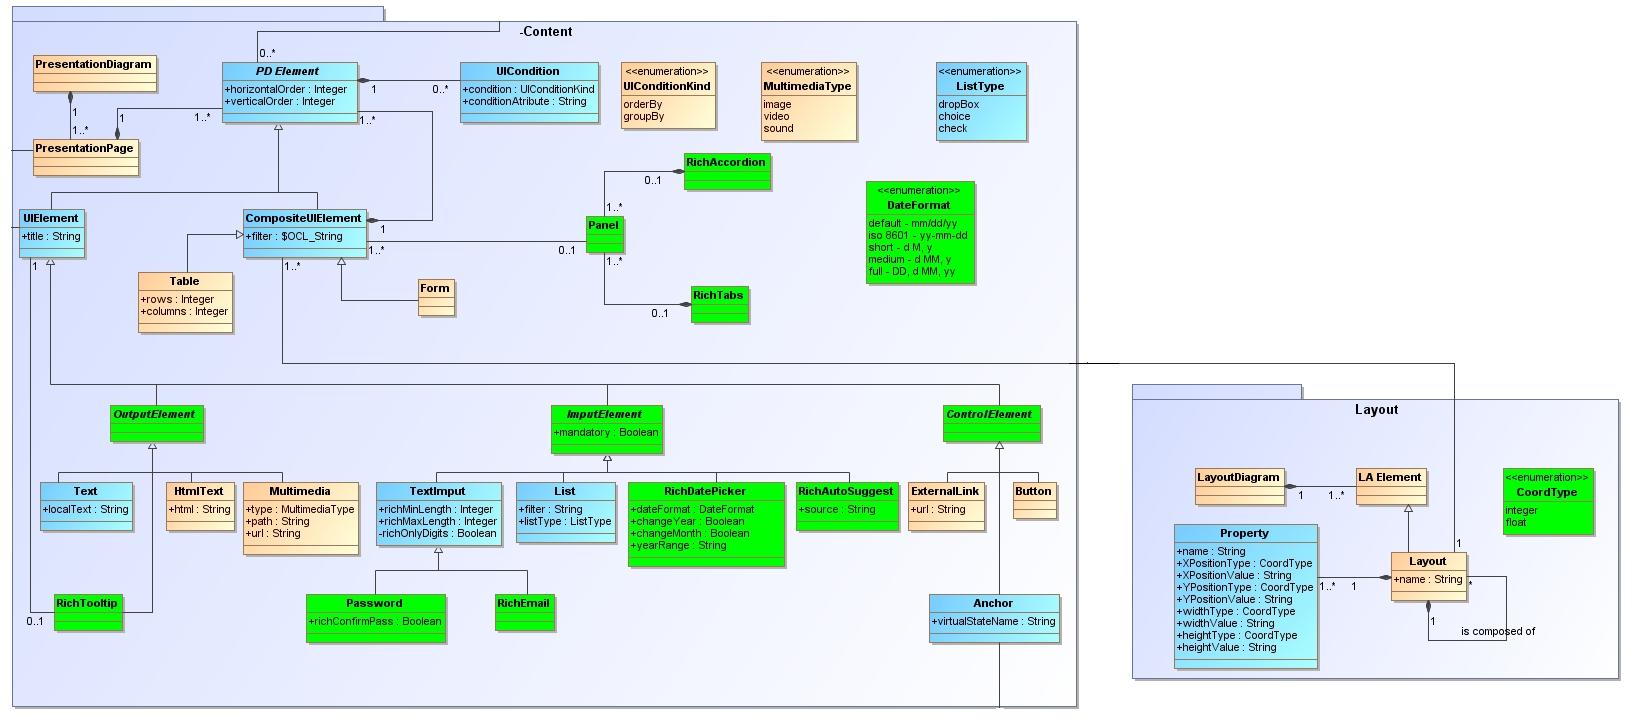 -Content
0..*
PresentationDiagram
1
1..*
PresentationPage
1
1..*
PD Element
+horizontalOrder : Integer
+verticalOrder : Integer
1
0..*
1..*
UICondition
+condition : UIConditionKind
+conditionAtribute : String
<<enumeration>>
UIConditionKind
orderBy
groupBy
<<enumeration>>
MultimediaType
image
video
sound
<<enumeration>>
ListType
dropBox
choice
check
RichAccordion
0..1
1..*
<<enumeration>>
DateFormat
default - mm/dd/yy
iso 8601 - yy-mm-dd
short - d M, y
medium - d MM, y
full - DD, d MM, yy
UIElement
+title : String
1
CompositeUIElement
+filter : $OCL_String
1
1..*
0..1
1..*
Panel
1..*
RichTabs
0..1
Table
+rows : Integer
+columns : Integer
Form
OutputElement
ImputElement
+mandatory : Boolean
ControlElement
Text
+localText : String
HtmlText
+html : String
Multimedia
+type : MultimediaType
+path : String
+url : String
TextImput
+richMinLength : Integer
+richMaxLength : Integer
-richOnlyDigits : Boolean
List
+filter : String
+listType : ListType
RichDatePicker
+dateFormat : DateFormat
+changeYear : Boolean
+changeMonth : Boolean
+yearRange : String
RichAutoSuggest
+source : String
ExternalLink
+url : String
Button
RichTooltip
0..1
Password
+richConfirmPass : Boolean
RichEmail
Anchor
+virtualStateName : String
Layout
LayoutDiagram
1
1..*
LA Element
<<enumeration>>
CoordType
integer
float
Property
+name : String
+XPositionType : CoordType
+XPositionValue : String
+YPositionType : CoordType
+YPositionValue : String
+widthType : CoordType
+widthValue : String
+heightType : CoordType
+heightValue : String
1..*
1
1
Layout
+name : String
*
1
is composed of